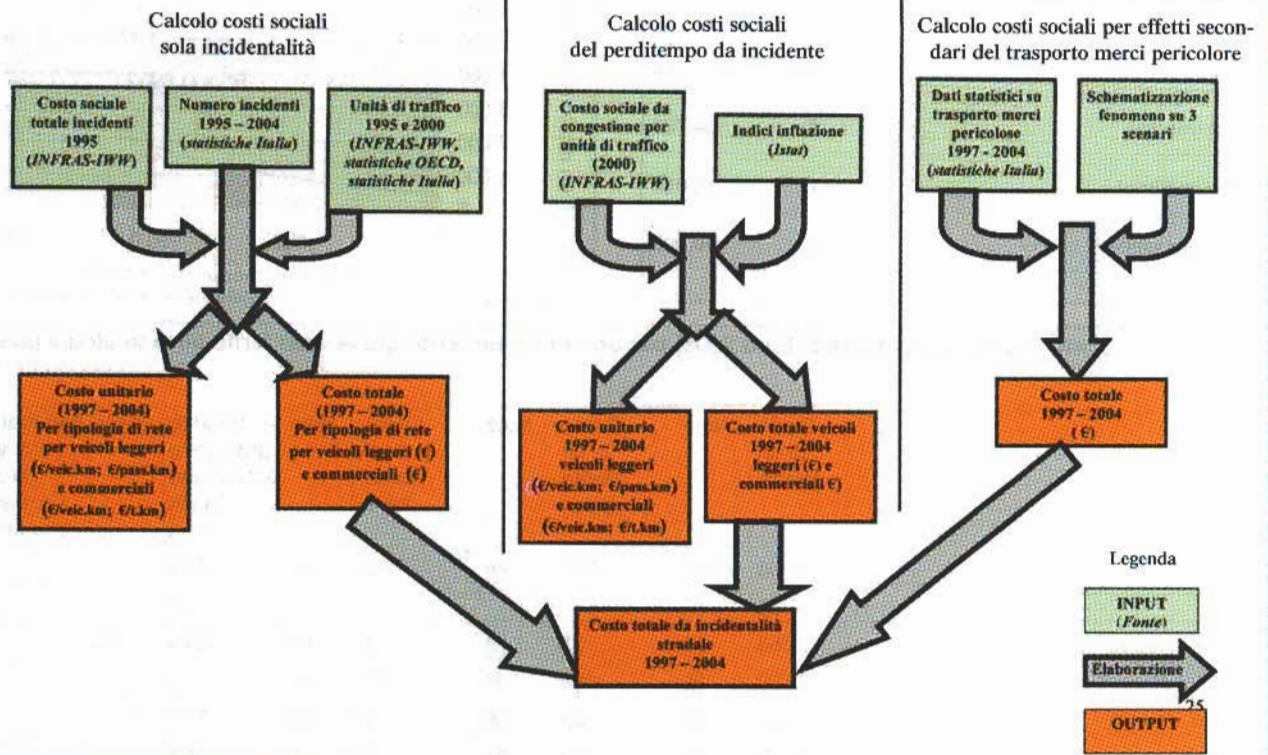 Calcolo costi sociali
sola incidentalità
Costo sociale
totale incidenti
1995
(INFRAS-IWW)
Numero incidenti
1995 – 2004
(statistiche Italia)
Unità di traffico
1995 e 2000
(INFRAS-IWW,
statistiche OECD,
statistiche Italia)
Costo unitario
(1997 – 2004)
Per tipologia di rete
per veicoli leggeri
(€/veic.km; €/pass.km)
e commerciali
(€/veic.km; €/t.km)
Costo totale
(1997 – 2004)
Per tipologia di rete
per veicoli leggeri (€)
e commerciali (€)
Calcolo costi sociali
del perditempo da incidente
Costo sociale da
congestione per
unità di traffico
(2000)
(INFRAS-IWW)
Indici inflazione
(Istat)
Costo unitario
1997 – 2004
veicoli leggeri
(€/veic.km; €/pass.km)
e commerciali
(€/veic.km; €/t.km)
Costo totale veicoli
1997 – 2004
leggeri (€) e
commerciali €)
Calcolo costi sociali per effetti secon-
dari del trasporto merci pericolore
Dati statistici su
trasporto merci
pericolose
1997 - 2004
(statistiche Italia)
Schematizzazione
fenomeno su 3
scenari
Costo totale
1997 – 2004
(€)
Costo totale da incidentalità
stradale
1997 – 2004
Legenda
INPUT
(Fonte)
Elaborazione
25
OUTPUT